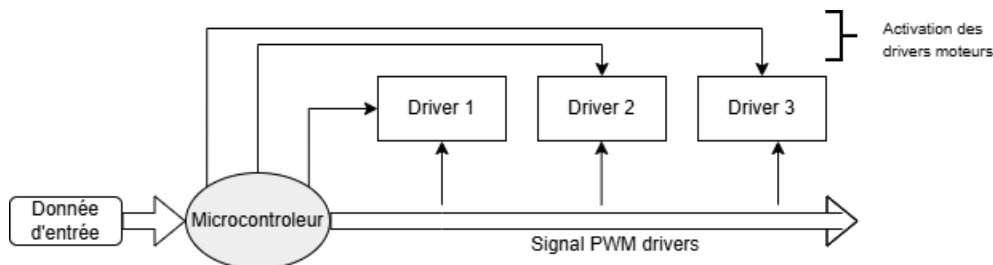 Activation des
drivers moteurs
Driver 1
Driver 2
Driver 3
Donnée
d'entrée
Microcontroleur
Signal PWM drivers